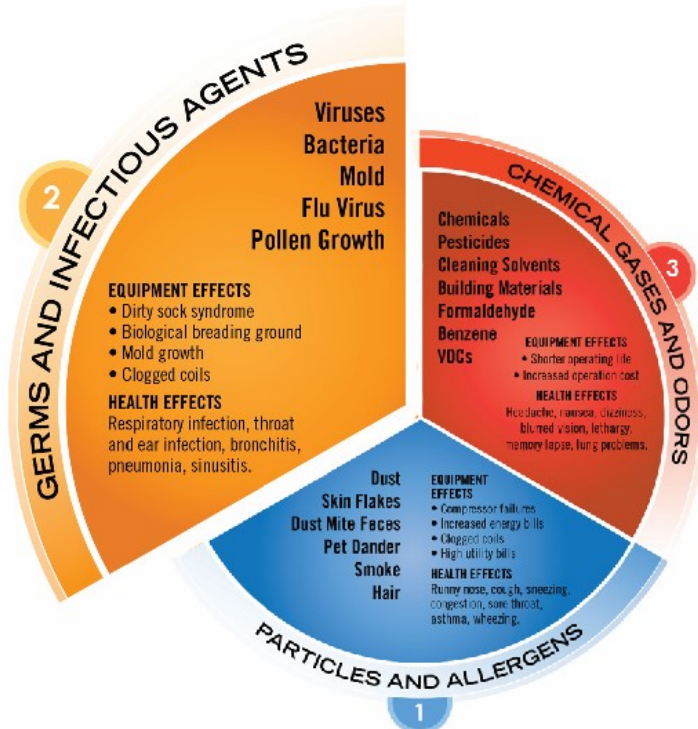 GERMS AND INFECTIOUS AGENTS
2
Viruses
Bacteria
Mold
Flu Virus
Pollen Growth
EQUIPMENT EFFECTS
• Dirty sock syndrome
• Biological breading ground
• Mold growth
• Clogged coils
HEALTH EFFECTS
Respiratory infection, throat
and ear infection, bronchitis,
pneumonia, sinusitis.
CHEMICAL GASES AND ODORS
3
Chemicals
Pesticides
Cleaning Solvents
Building Materials
Formaldehyde
Benzene
VOCs
EQUIPMENT EFFECTS
• Shorter operating life
• Increased operation cost
HEALTH EFFECTS
Headache, nausea, dizziness,
blurred vision, lethargy,
memory lapse, lung problems.
Dust
Skin Flakes
Dust Mite Feces
Pet Dander
Smoke
Hair
EQUIPMENT
EFFECTS
• Compressor failures
• Increased energy bills
• Clogged coils
• High utility bills
HEALTH EFFECTS
Runny nose, cough, sneezing,
congestion, sore throat,
asthma, wheezing.
PARTICLES AND ALLERGENS
1